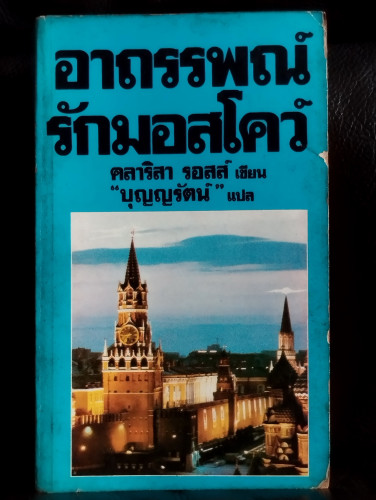 อาถรรพณ์
รักมอสโคว์
คลาริสา รอสส์ เขียน
“บุญญรัตน์” แปล